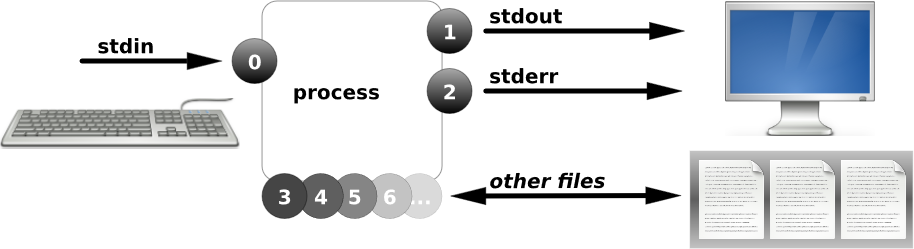 stdin
0
process
1
stdout
2
stderr
3 4 5 6 ...
other files